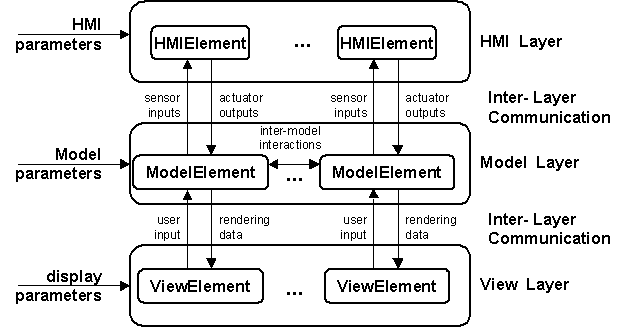 HMI
parameters
HMIElement
...
HMIElement
HMI Layer
sensor
inputs
actuator
outputs
sensor
inputs
actuator
outputs
Inter- Layer
Communication
inter-model
interactions
Model
parameters
ModelElement
...
ModelElement
Model Layer
user
input
rendering
data
user
input
rendering
data
Inter- Layer
Communication
display
parameters
ViewElement
...
ViewElement
View Layer